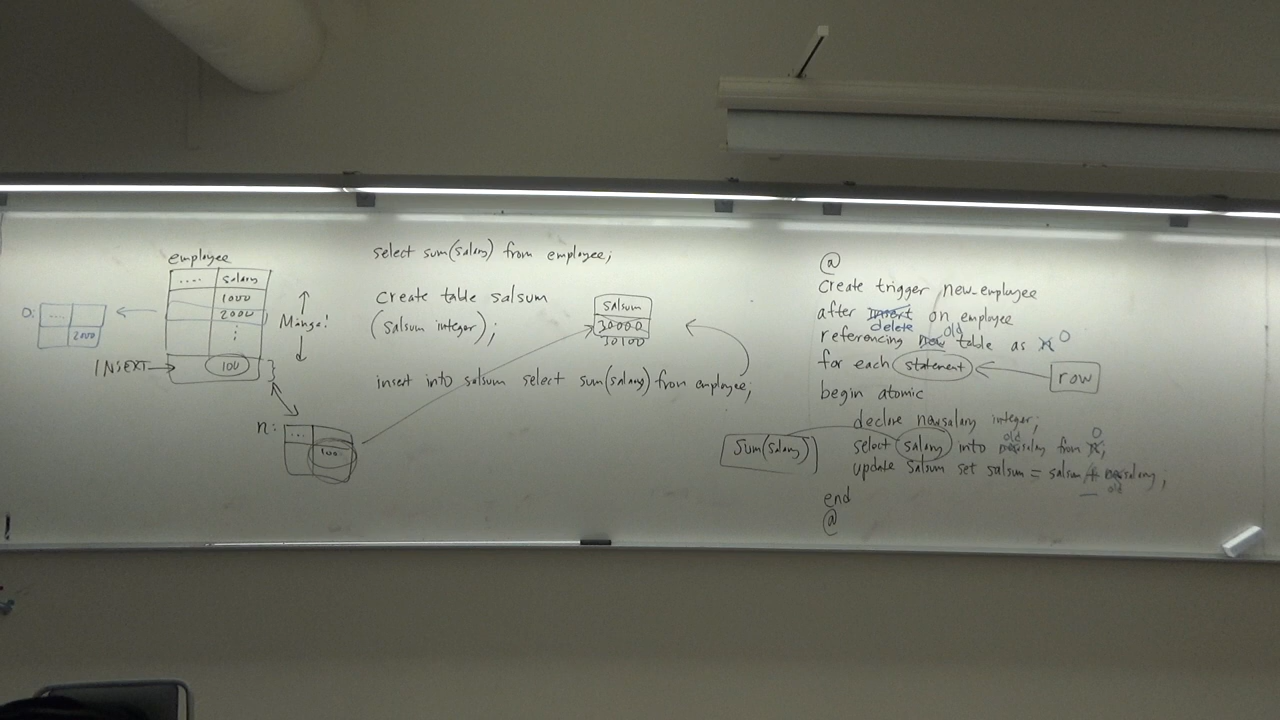 employee
.... salary
1000
2000
⋮
100
O:
....
2000
INSERT
Många!
n:
...
100
select sum(salary) from employee;
Create table salsum
(salsum integer);
insert into salsum select sum(salary) from employee;
salsum
30000
30100
@
Create trigger new_employee
after insert on employee
delete
old
referencing new table as n O
for each statement
row
begin atomic
declare newsalary integer;
sum(salary)
old O
select salary into newsalary from n;
update salsum set salsum = salsum + newsalary;
— old
end
@
!